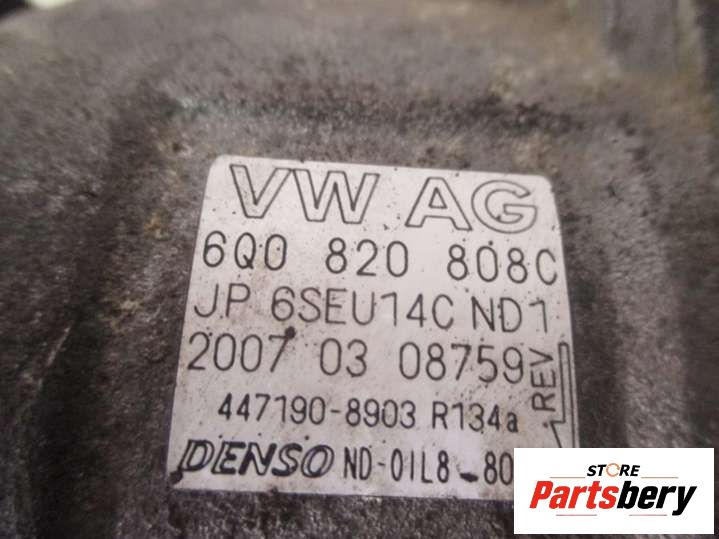 VW AG
6Q0 820 808C
JP 6SEU14C ND1
2007 03 08759
REV
447190-8903 R134a
DENSO ND-OIL8-80
STORE
Partsbery